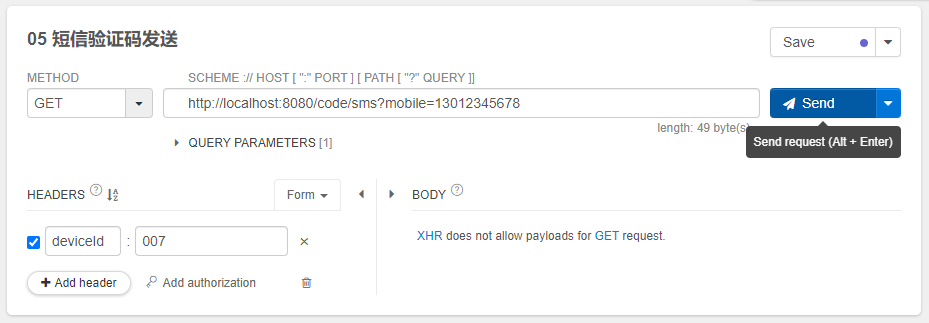 05 短信验证码发送
Save
METHOD
SCHEME :// HOST [ ":" PORT ] [ PATH [ "?" QUERY ]]
GET
http://localhost:8080/code/sms?mobile=13012345678
Send
length: 49 byte(s)
Send request (Alt + Enter)
QUERY PARAMETERS [1]
HEADERS ? A Z
Form
BODY ?
deviceId : 007 ×
XHR does not allow payloads for GET request.
+ Add header
Add authorization